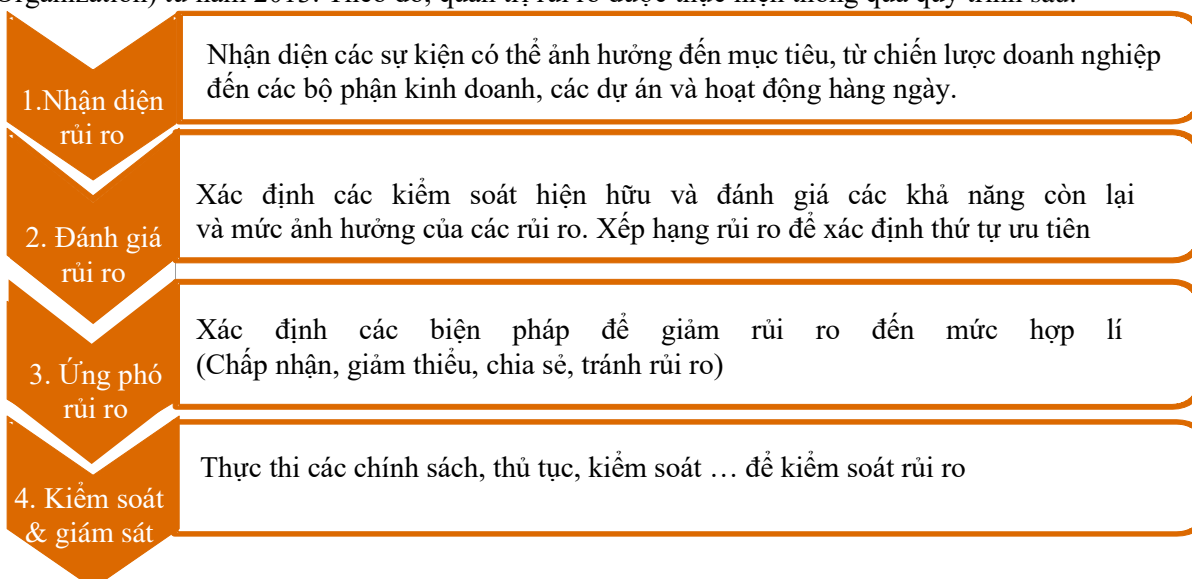 1.Nhận diện
rủi ro
Nhận diện các sự kiện có thể ảnh hưởng đến mục tiêu, từ chiến lược doanh nghiệp
đến các bộ phận kinh doanh, các dự án và hoạt động hàng ngày.
2. Đánh giá
rủi ro
Xác định các kiểm soát hiện hữu và đánh giá các khả năng còn lại
và mức ảnh hưởng của các rủi ro. Xếp hạng rủi ro để xác định thứ tự ưu tiên
3. Ứng phó
rủi ro
Xác định các biện pháp để giảm rủi ro đến mức hợp lí
(Chấp nhận, giảm thiểu, chia sẻ, tránh rủi ro)
4. Kiểm soát
& giám sát
Thực thi các chính sách, thủ tục, kiểm soát … để kiểm soát rủi ro